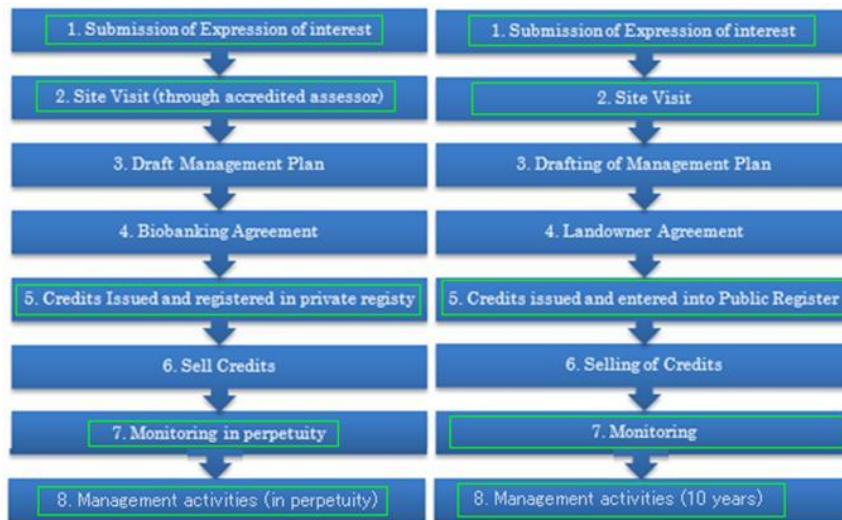 1. Submission of Expression of interest
2. Site Visit (through accredited assessor)
3. Draft Management Plan
4. Biobanking Agreement
5. Credits Issued and registered in private registy
6. Sell Credits
7. Monitoring in perpetuity
8. Management activities (in perpetuity)
1. Submission of Expression of interest
2. Site Visit
3. Drafting of Management Plan
4. Landowner Agreement
5. Credits issued and entered into Public Register
6. Selling of Credits
7. Monitoring
8. Management activities (10 years)